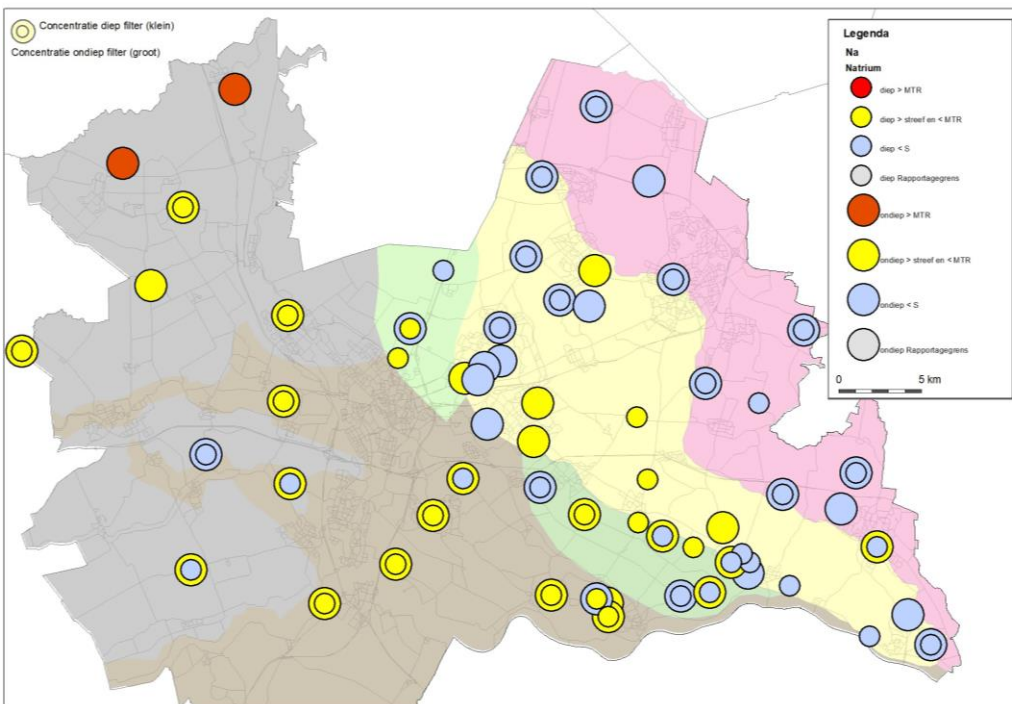 Concentratie diep filter (klein)
Concentratie ondiep filter (groot)
Legenda
Na
Natrium
diep > MTR
diep > streef en < MTR
diep < S
diep Rapportagegrens
ondiep > MTR
ondiep > streef en < MTR
ondiep < S
ondiep Rapportagegrens
0 5 km